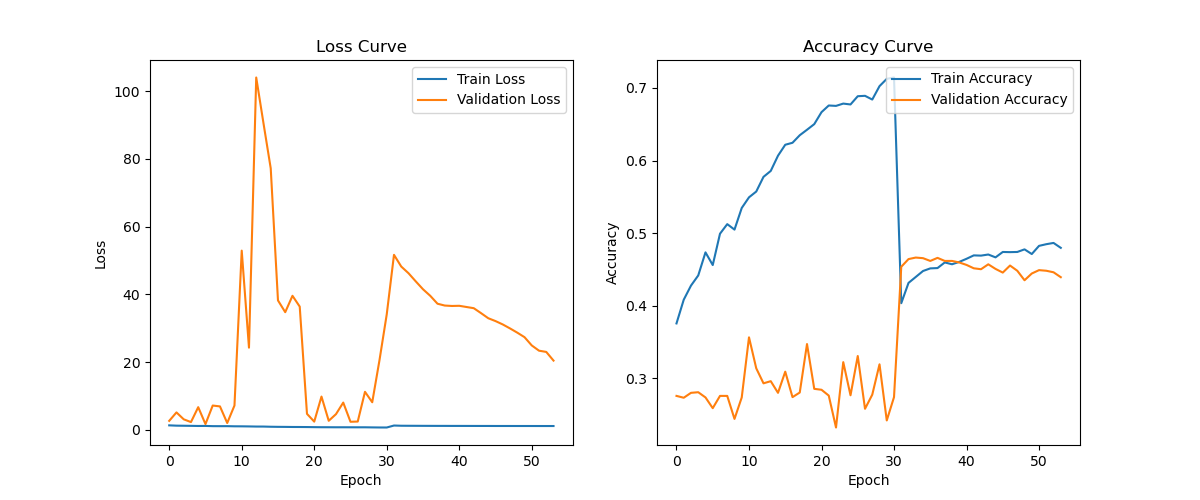 Loss Curve
Train Loss
Validation Loss
100
80
60
40
20
0
Loss
0 10 20 30 40 50
Epoch
Accuracy Curve
Train Accuracy
Validation Accuracy
0.7
0.6
0.5
0.4
0.3
Accuracy
0 10 20 30 40 50
Epoch